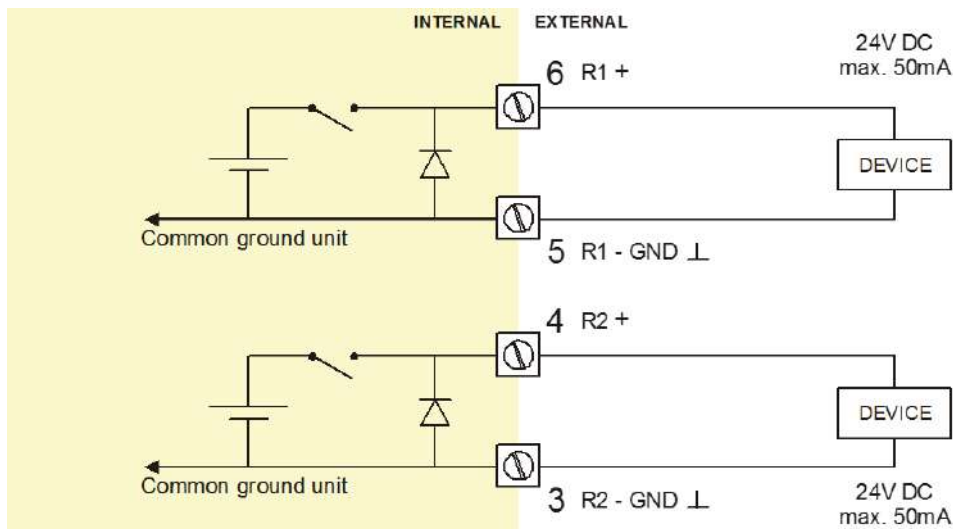 INTERNAL EXTERNAL
24V DC
max. 50mA
6 R1 +
DEVICE
Common ground unit
5 R1 - GND ⊥
4 R2 +
DEVICE
Common ground unit
3 R2 - GND ⊥
24V DC
max. 50mA